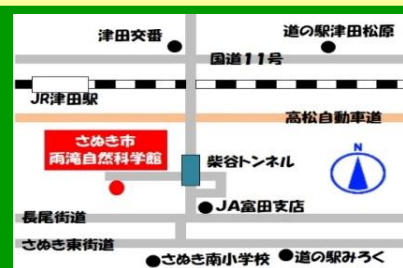 津田交番
道の駅津田松原
国道11号
JR津田駅
高松自動車道
さぬき市
雨滝自然科学館
柴谷トンネル
N
JA富田支店
長尾街道
さぬき東街道
さぬき南小学校
道の駅みろく